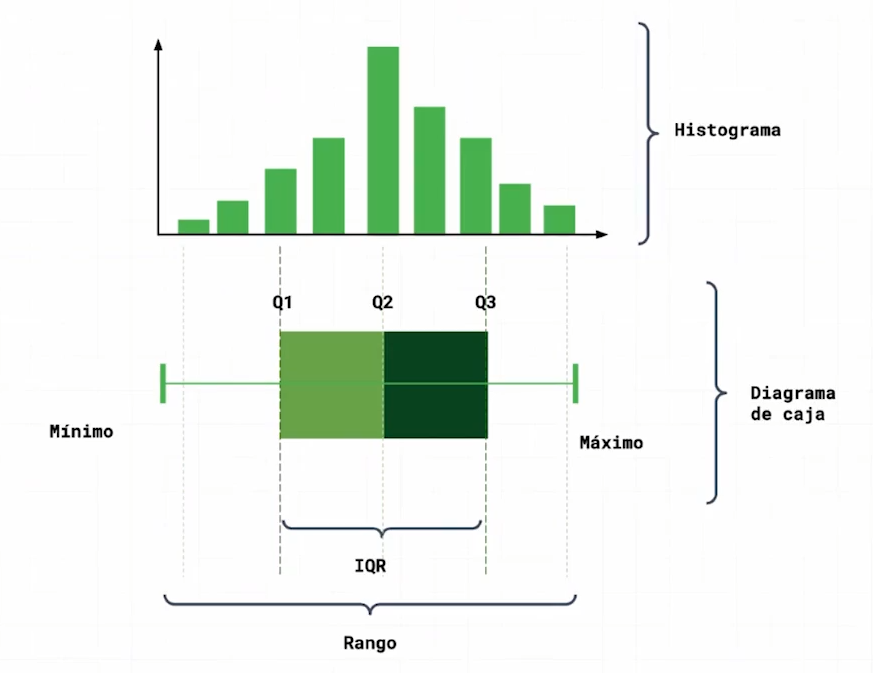 Histograma
Q1 Q2 Q3
Diagrama
de caja
Mínimo
Máximo
IQR
Rango